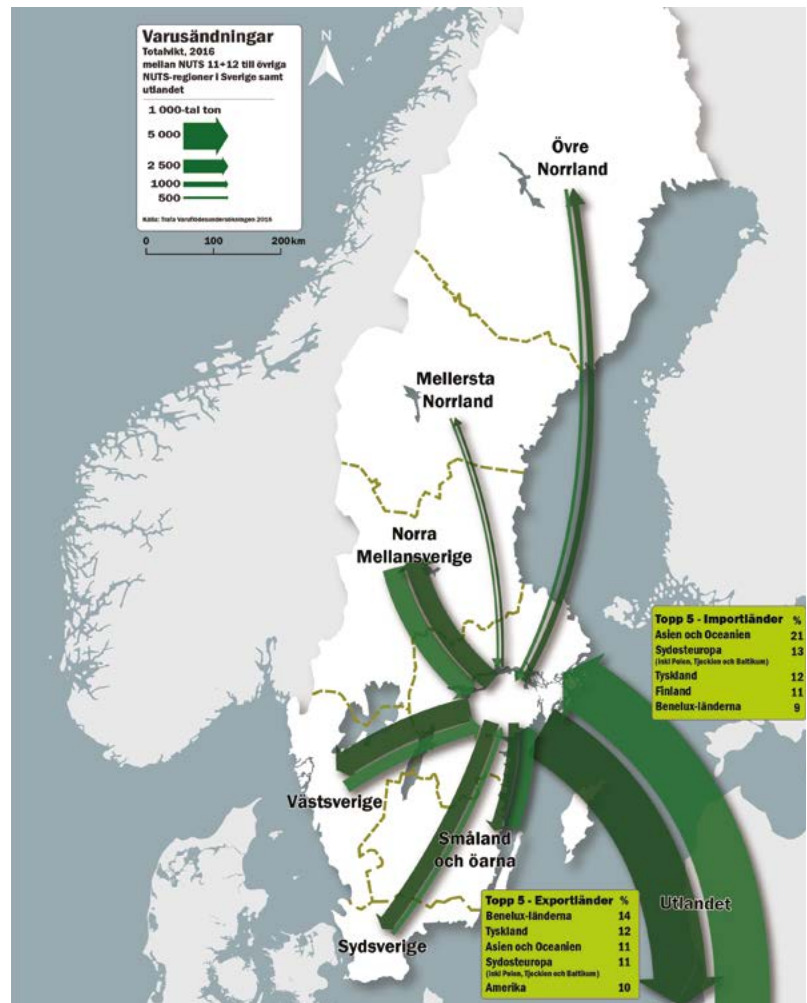 Varusändningar
Totalvikt, 2016
mellan NUTS 11+12 till övriga
NUTS-regioner i Sverige samt
utlandet
1 000-tal ton
5 000
2 500
1000
500
Källa: Trafa Varuflödesundersökningen 2016
0 100 200 km
N
Övre
Norrland
Mellersta
Norrland
Norra
Mellansverige
Topp 5 - Importländer %
Asien och Oceanien 21
Sydosteuropa 13
(inkl Polen, Tjeckien och Baltikum)
Tyskland 12
Finland 11
Benelux-länderna 9
Västsverige
Småland
och öarna
Sydsverige
Utlandet
Topp 5 - Exportländer %
Benelux-länderna 14
Tyskland 12
Asien och Oceanien 11
Sydosteuropa 11
(inkl Polen, Tjeckien och Baltikum)
Amerika 10